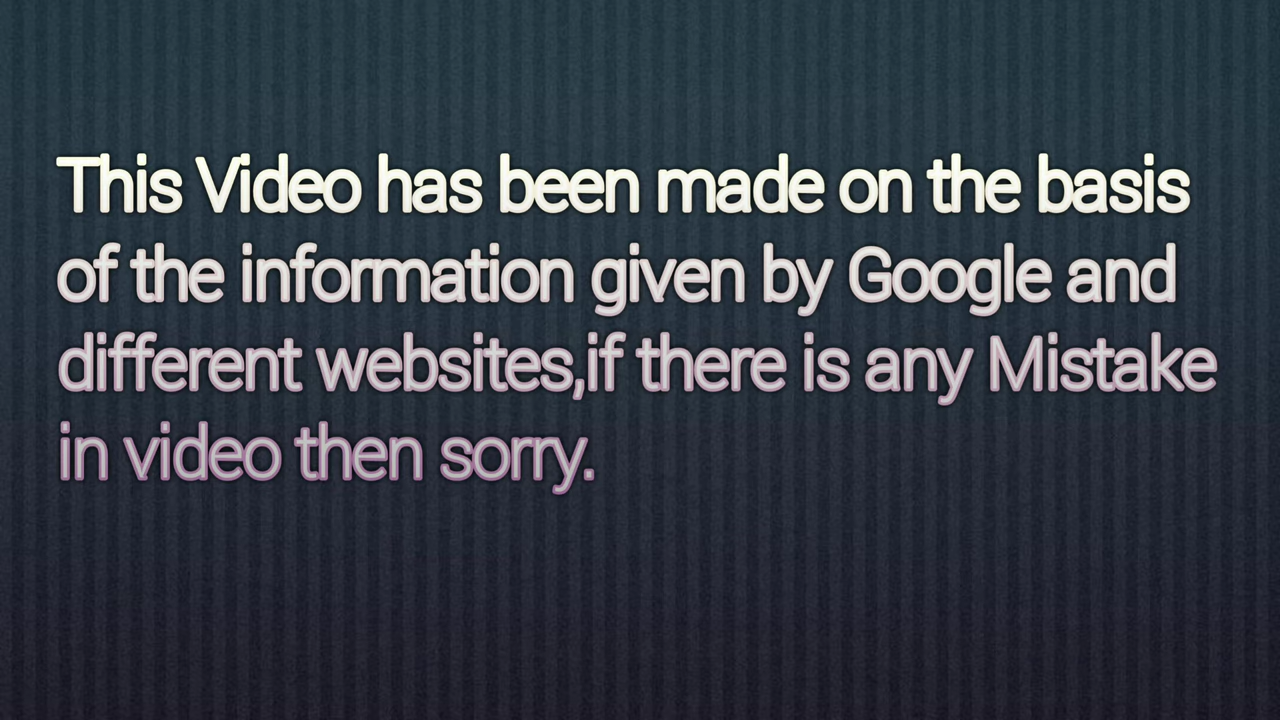 This Video has been made on the basis
of the information given by Google and
different websites,if there is any Mistake
in video then sorry.